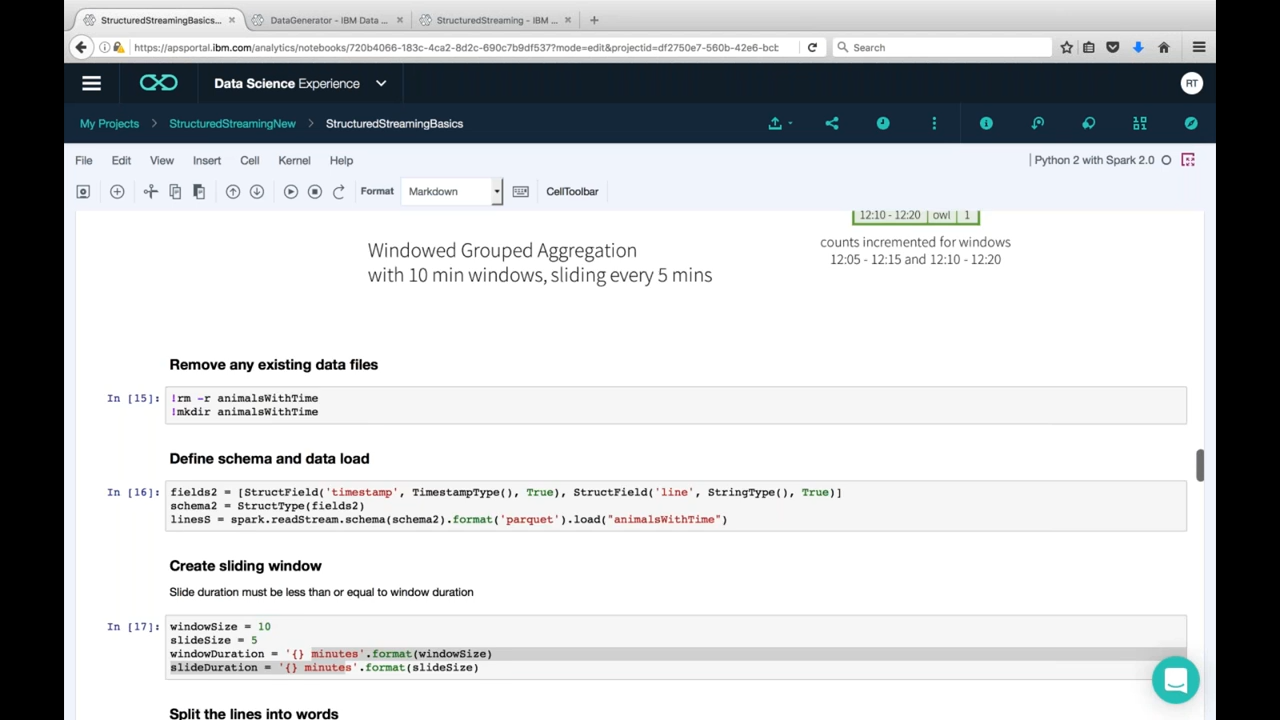 StructuredStreamingBasics... ×
DataGenerator - IBM Data ... ×
StructuredStreaming - IBM ... ×
https://apsportal.ibm.com/analytics/notebooks/720b4066-183c-4ca2-8d2c-690c7b9df537?mode=edit&projectid=df2750e7-560b-42e6-bcb
Search
Data Science Experience
RT
My Projects > StructuredStreamingNew > StructuredStreamingBasics
File Edit View Insert Cell Kernel Help
Python 2 with Spark 2.0
Format Markdown CellToolbar
12:10 - 12:20 | owl | 1
counts incremented for windows
12:05 - 12:15 and 12:10 - 12:20
Windowed Grouped Aggregation
with 10 min windows, sliding every 5 mins
Remove any existing data files
In [15]: !rm -r animalsWithTime
!mkdir animalsWithTime
Define schema and data load
In [16]: fields2 = [StructField('timestamp', TimestampType(), True), StructField('line', StringType(), True)]
schema2 = StructType(fields2)
linesS = spark.readStream.schema(schema2).format('parquet').load("animalsWithTime")
Create sliding window
Slide duration must be less than or equal to window duration
In [17]: windowSize = 10
slideSize = 5
windowDuration = '{} minutes'.format(windowSize)
slideDuration = '{} minutes'.format(slideSize)
Split the lines into words